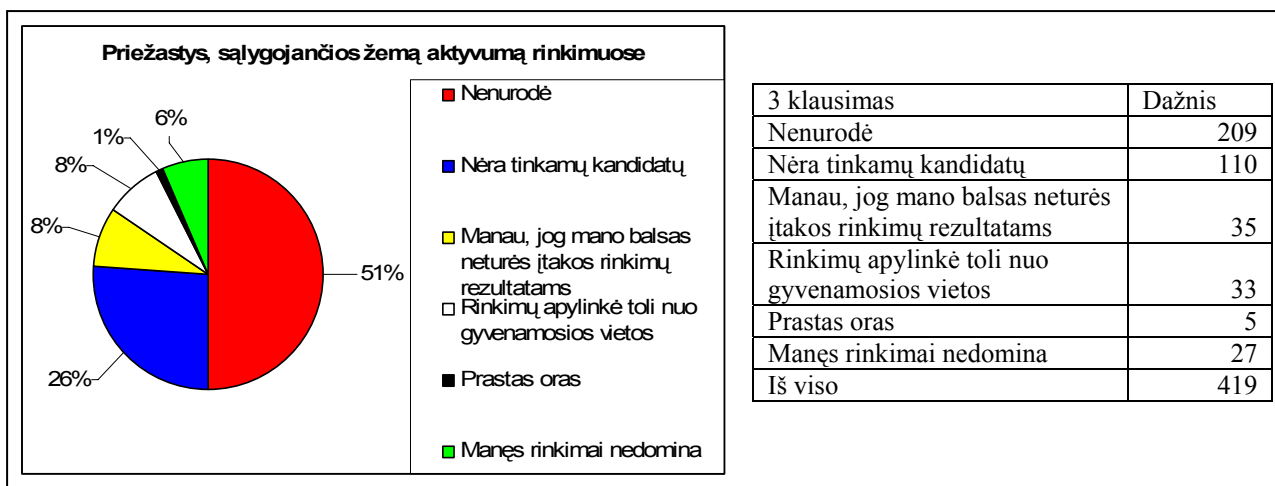 Priežastys, sąlygojančios žemą aktyvumą rinkimuose
6%
1%
8%
8%
51%
26%
Nenurodė
Nėra tinkamų kandidatų
Manau, jog mano balsas
neturės įtakos rinkimų
rezultatams
Rinkimų apylinkė toli nuo
gyvenamosios vietos
Prastas oras
Manęs rinkimai nedomina
3 klausimas Dažnis
Nenurodė 209
Nėra tinkamų kandidatų 110
Manau, jog mano balsas neturės
įtakos rinkimų rezultatams 35
Rinkimų apylinkė toli nuo
gyvenamosios vietos 33
Prastas oras 5
Manęs rinkimai nedomina 27
Iš viso 419